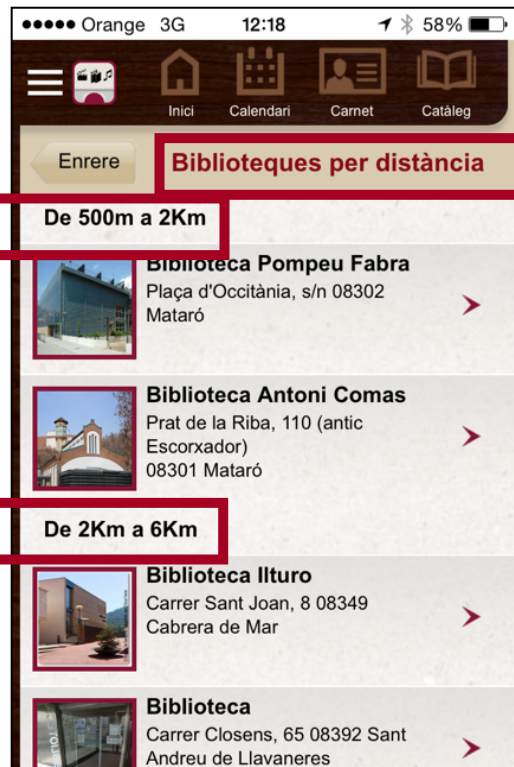 Orange 3G 12:18 58%
Inici Calendari Carnet Catàleg
Enrere Biblioteques per distància
De 500m a 2Km
Biblioteca Pompeu Fabra
Plaça d'Occitània, s/n 08302
Mataró
Biblioteca Antoni Comas
Prat de la Riba, 110 (antic
Escorxador)
08301 Mataró
De 2Km a 6Km
Biblioteca Ilturo
Carrer Sant Joan, 8 08349
Cabrera de Mar
Biblioteca
Carrer Closens, 65 08392 Sant
Andreu de Llavaneres